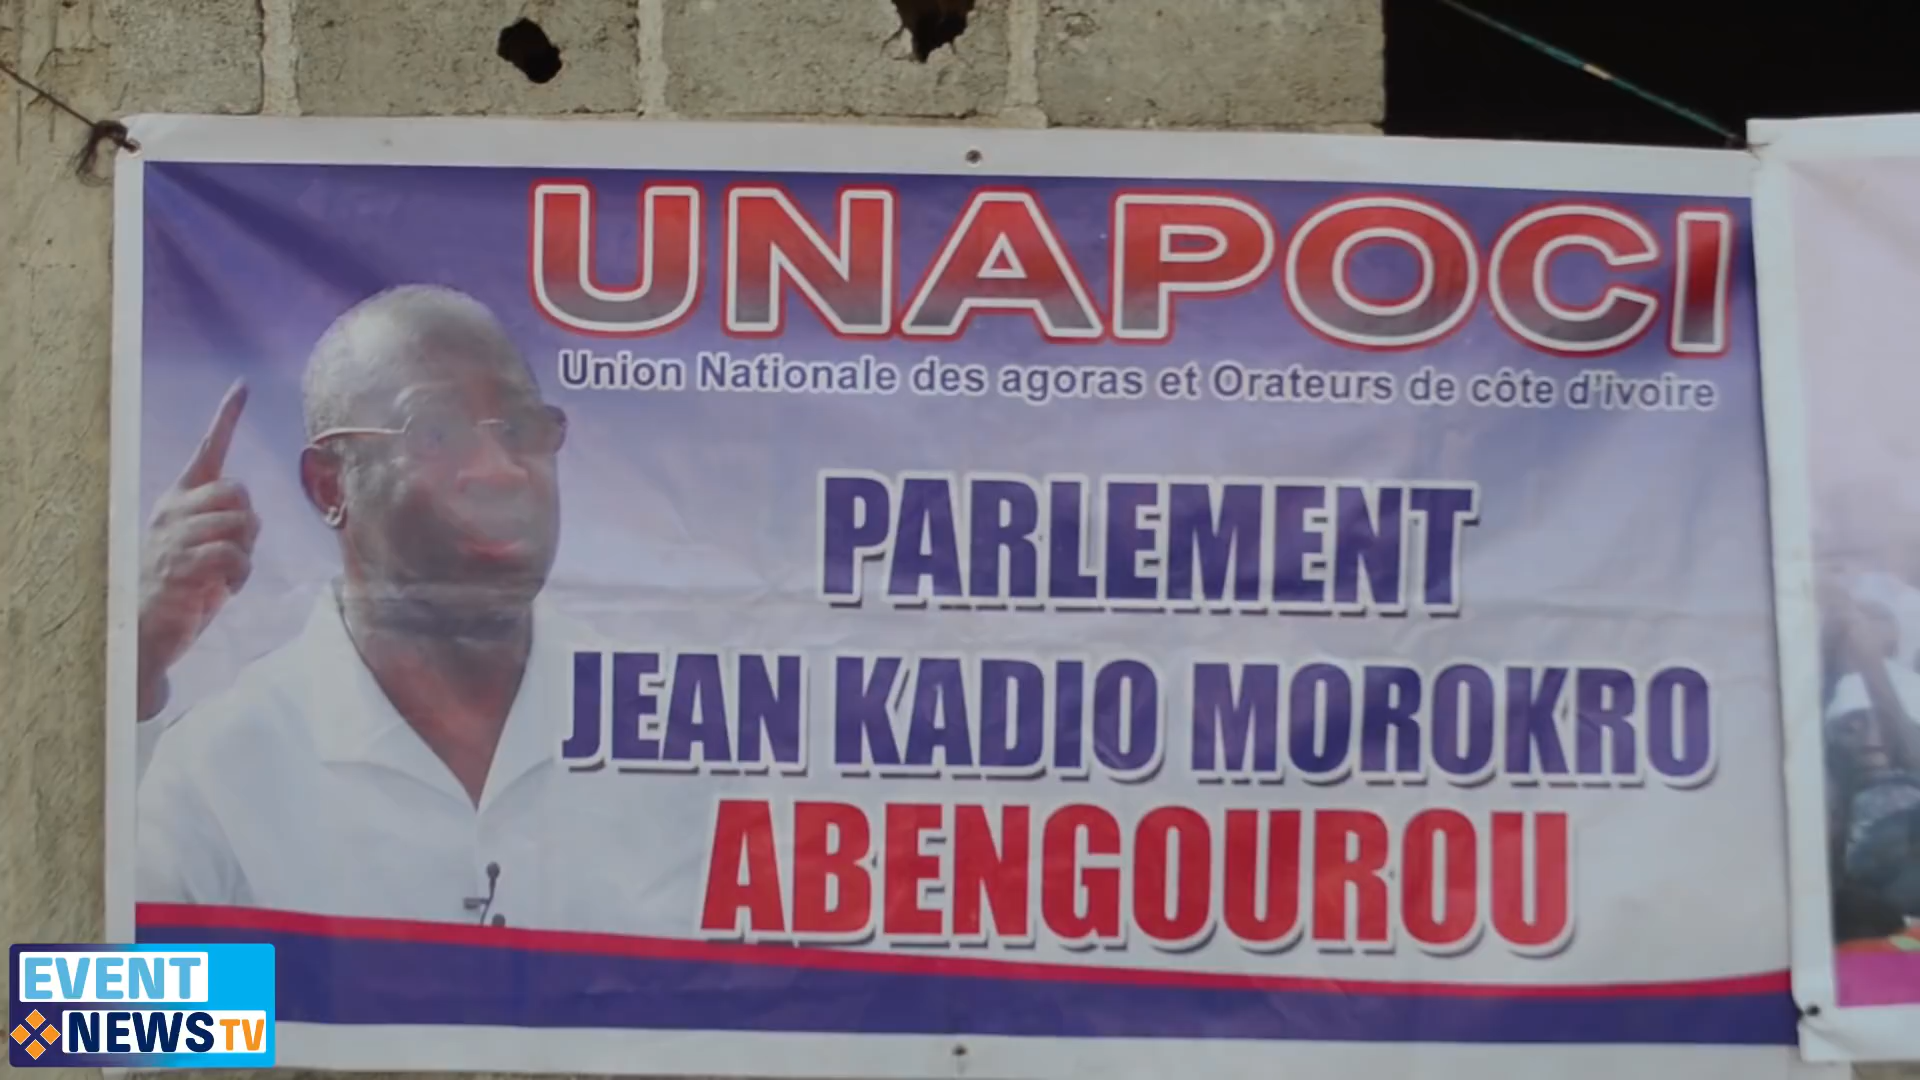 UNAPOCI
Union Nationale des agoras et Orateurs de côte d'ivoire
PARLEMENT
JEAN KADIO MOROKRO
ABENGOUROU
EVENT
NEWS TV